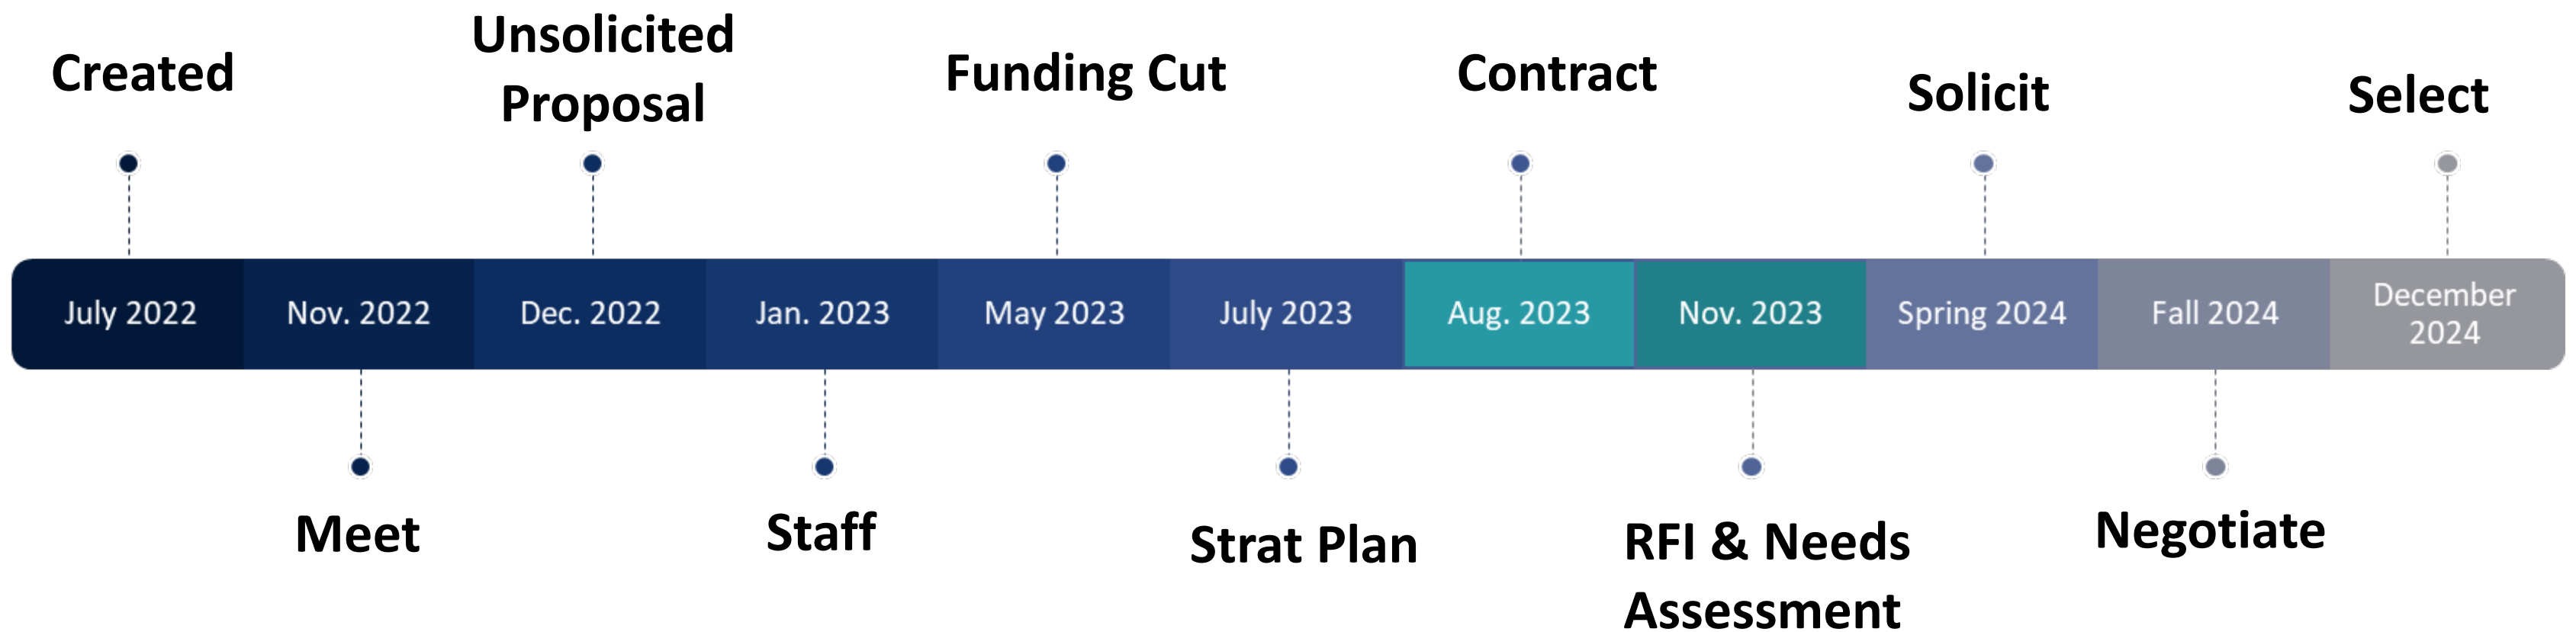 Created
Unsolicited
Proposal
Funding Cut
Contract
Solicit
Select
July 2022
Nov. 2022
Dec. 2022
Jan. 2023
May 2023
July 2023
Aug. 2023
Nov. 2023
Spring 2024
Fall 2024
December
2024
Meet
Staff
Strat Plan
RFI & Needs
Assessment
Negotiate